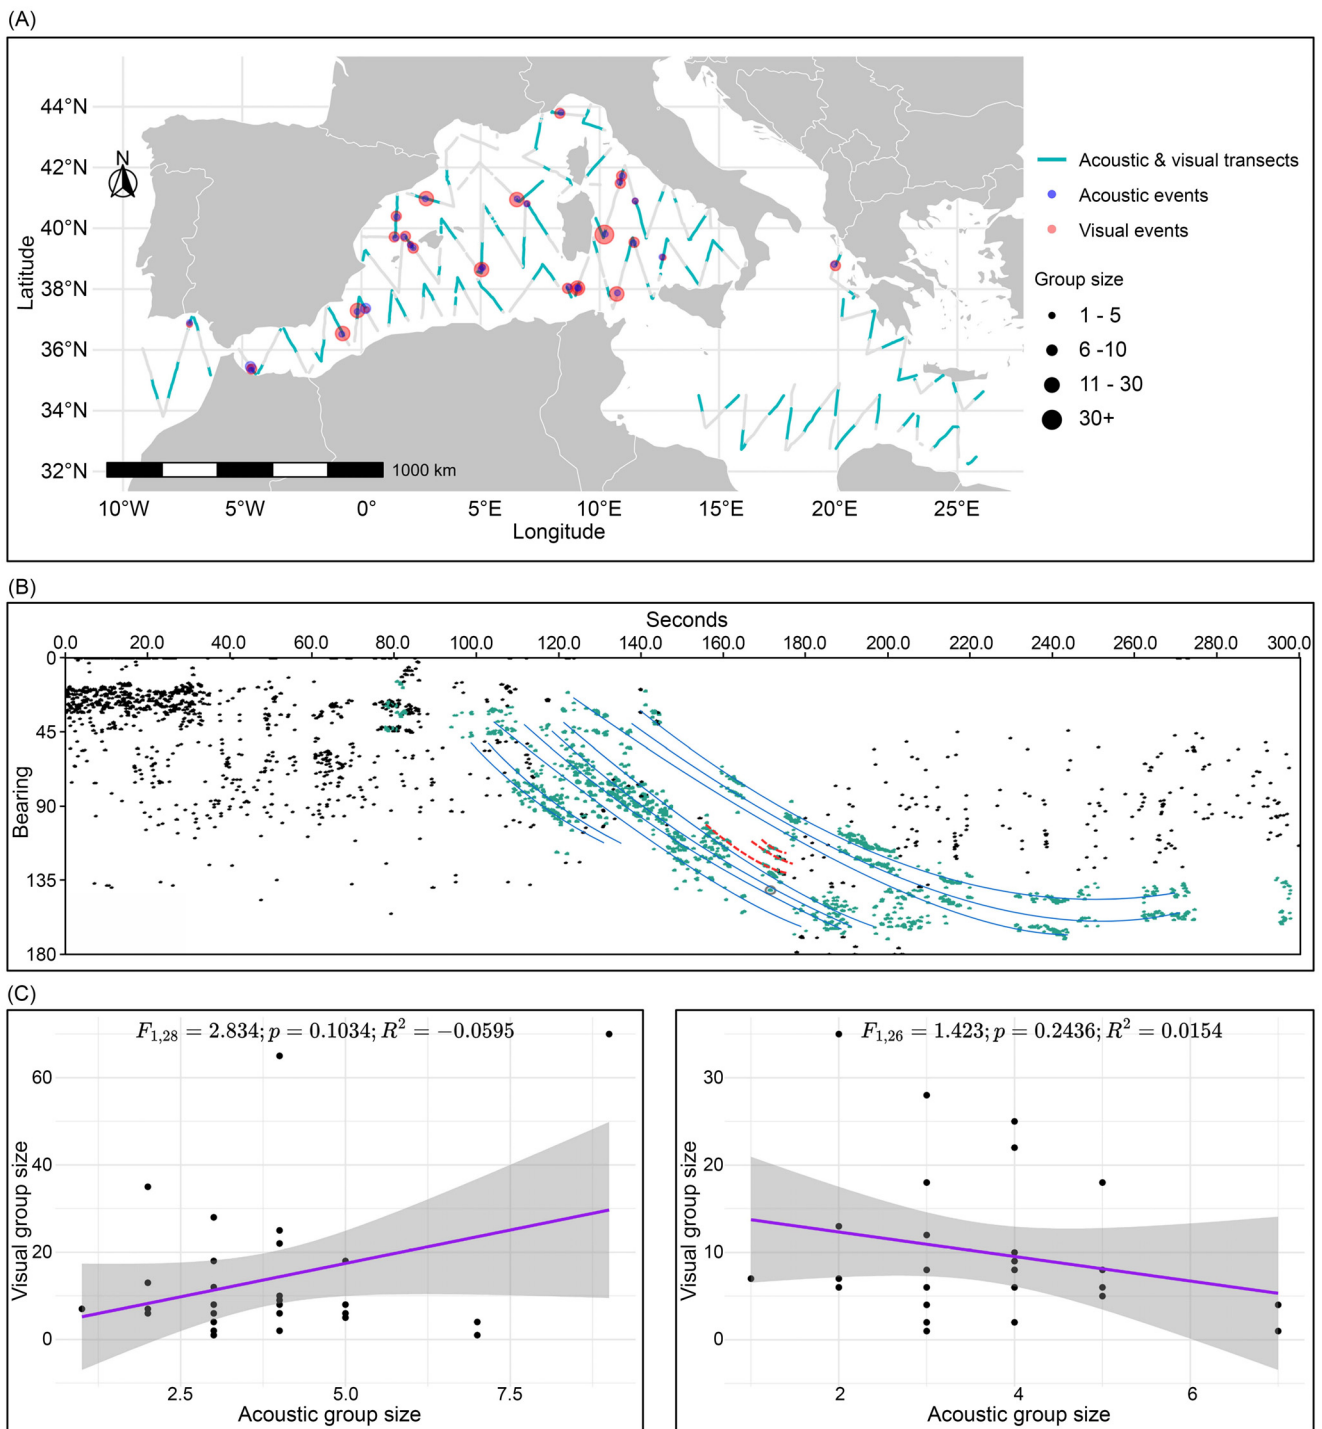 (A)
44°N
42°N
40°N
38°N
36°N
34°N
32°N
Latitude
N
1000 km
10°W 5°W 0° 5°E 10°E 15°E 20°E 25°E
Longitude
Acoustic & visual transects
Acoustic events
Visual events
Group size
1 - 5
6 -10
11 - 30
30+
(B)
Seconds
0.0 20.0 40.0 60.0 80.0 100.0 120.0 140.0 160.0 180.0 200.0 220.0 240.0 260.0 280.0 300.0
0
45
90
135
180
Bearing
(C)
F1,28 = 2.834; p = 0.1034; R² = −0.0595
60
40
20
0
Visual group size
2.5 5.0 7.5
Acoustic group size
F1,26 = 1.423; p = 0.2436; R² = 0.0154
30
20
10
0
Visual group size
2 4 6
Acoustic group size